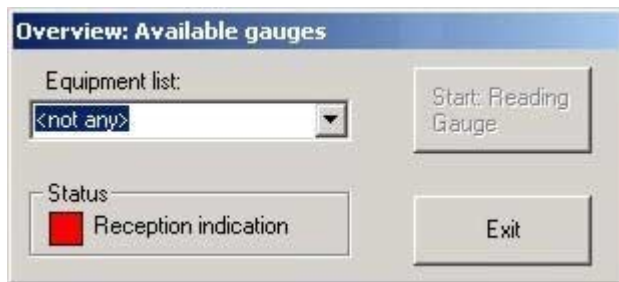 Overview: Available gauges
Equipment list:
<not any>
Start: Reading
Gauge
Status
Reception indication
Exit